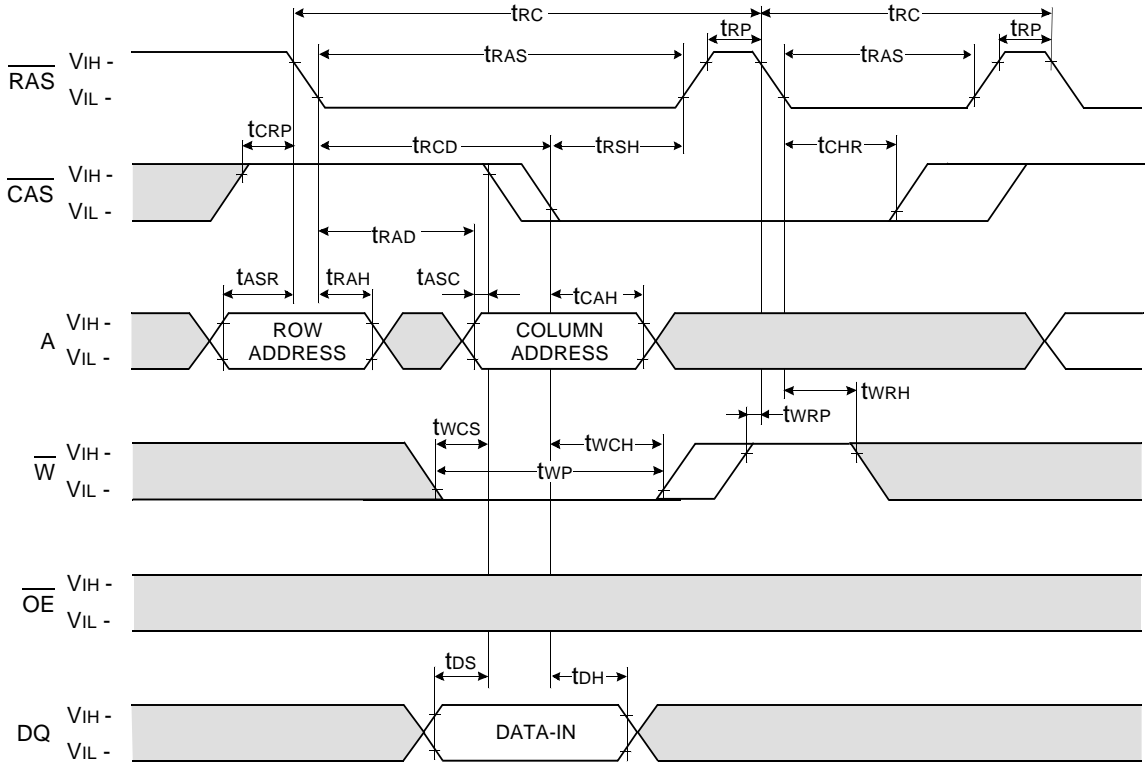 tRC tRC
tRP tRP
tRAS tRAS
RAS VIH -
VIL -
tCRP tRCD tRSH tCHR
CAS VIH -
VIL -
tRAD
tASR tRAH tASC tCAH
A VIH -
VIL -
ROW ADDRESS
COLUMN ADDRESS
tWRH
tWRP
tWCS tWCH
W VIH -
VIL -
tWP
OE VIH -
VIL -
tDS tDH
DQ VIH -
VIL -
DATA-IN